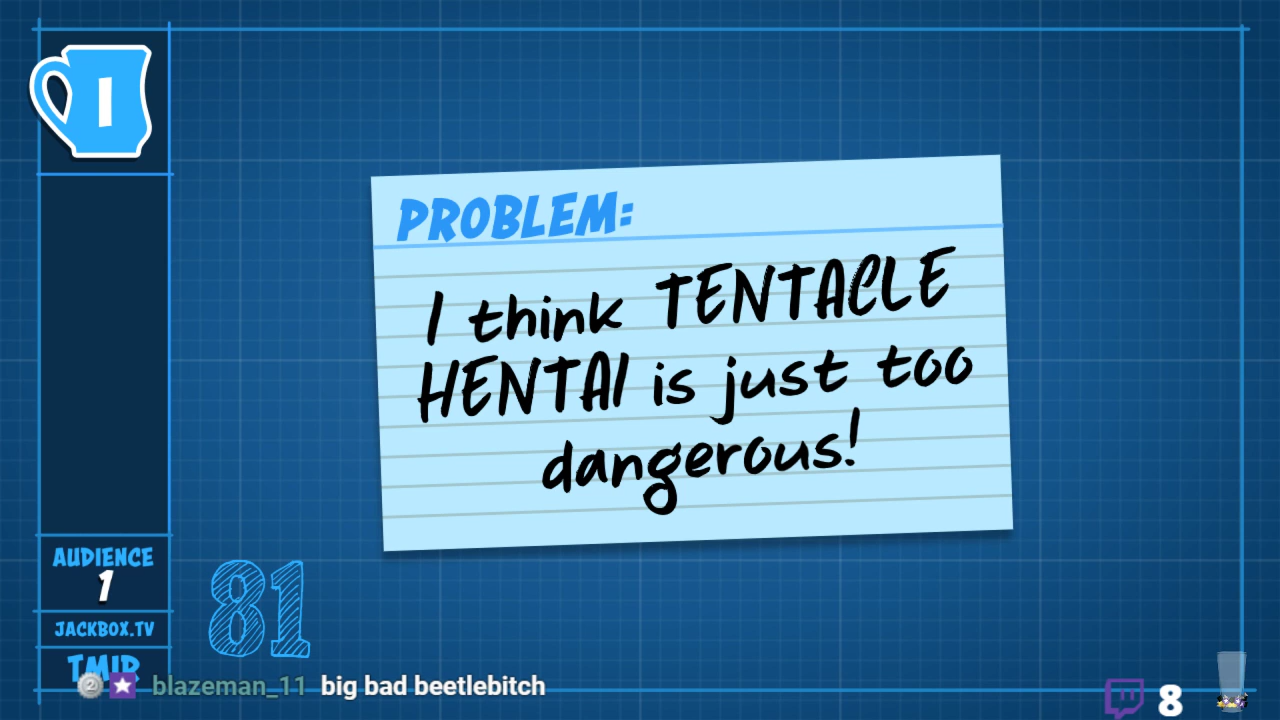 1
PROBLEM:
I think TENTACLE
HENTAI is just too
dangerous!
AUDIENCE
1
JACKBOX.TV
TMIP
81
2 blazeman_11 big bad beetlebitch
8